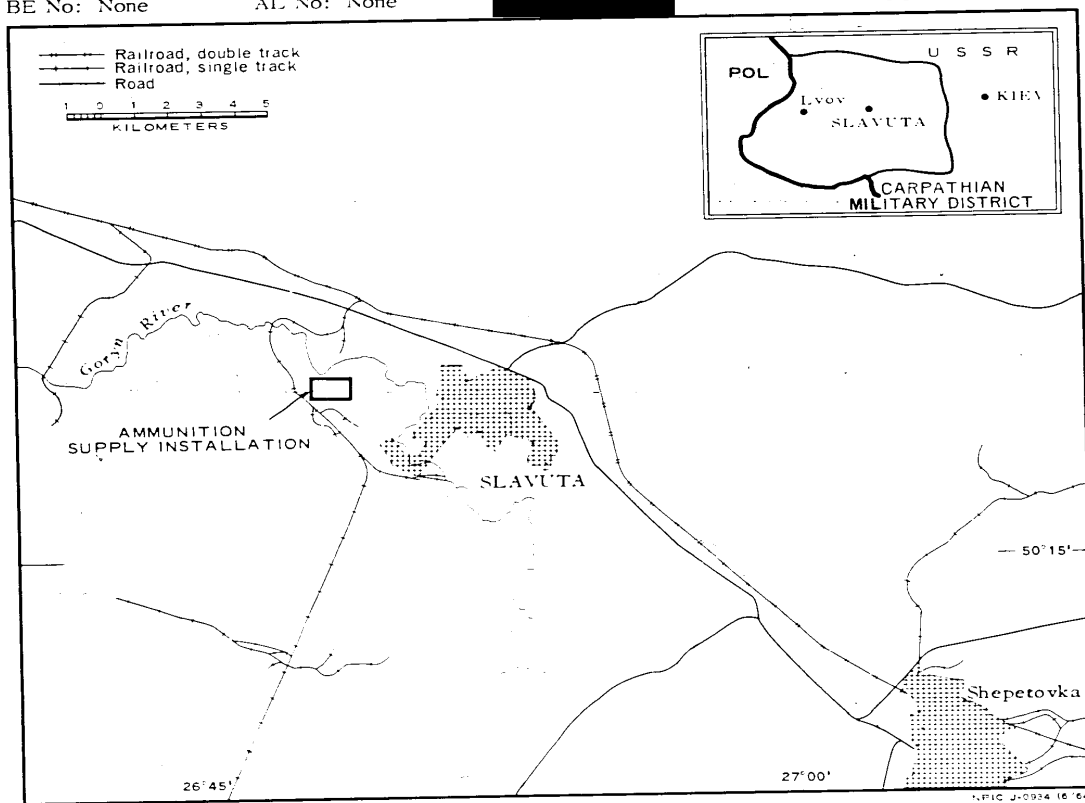 BE No: None AL No: None
Railroad, double track
Railroad, single track
Road
1 0 1 2 3 4 5
KILOMETERS
U S S R
POL
Lvov
KIEV
SLAVUTA
CARPATHIAN
MILITARY DISTRICT
Goryn River
AMMUNITION
SUPPLY INSTALLATION
SLAVUTA
50°15'
Shepetovka
26°45'
27°00'
NPIC J-0934